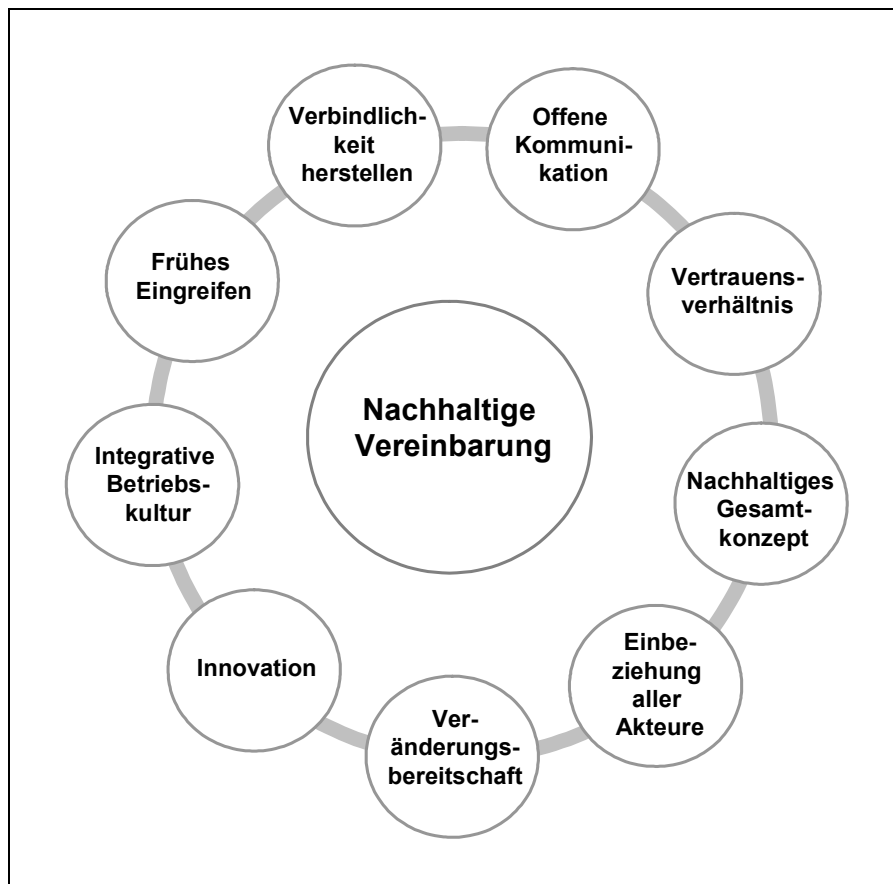 Verbindlich-
keit
herstellen
Offene
Kommuni-
kation
Vertrauens-
verhältnis
Nachhaltiges
Gesamt-
konzept
Einbe-
ziehung
aller
Akteure
Ver-
änderungs-
bereitschaft
Innovation
Integrative
Betriebs-
kultur
Frühes
Eingreifen
Nachhaltige
Vereinbarung